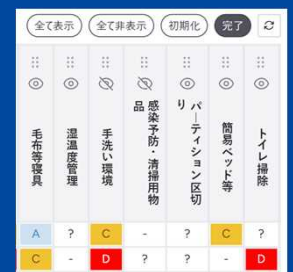 全て表示 全て非表示 初期化 完了
毛布等寝具
湿温度管理
手洗い環境
感染予防・清掃用物
品
パーティション区切
り
簡易ベッド等
トイレ掃除
A ? C - ? C ?
C - D ? ? - D